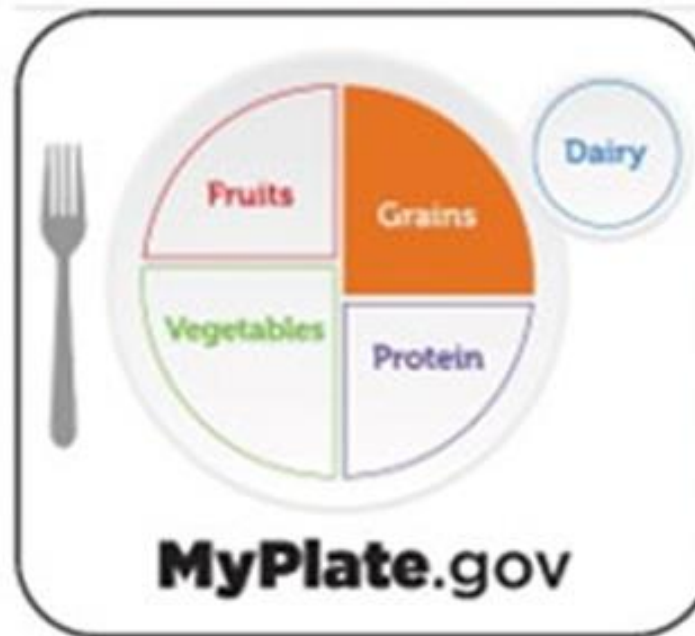 Fruits
Grains
Dairy
Vegetables
Protein
MyPlate.gov